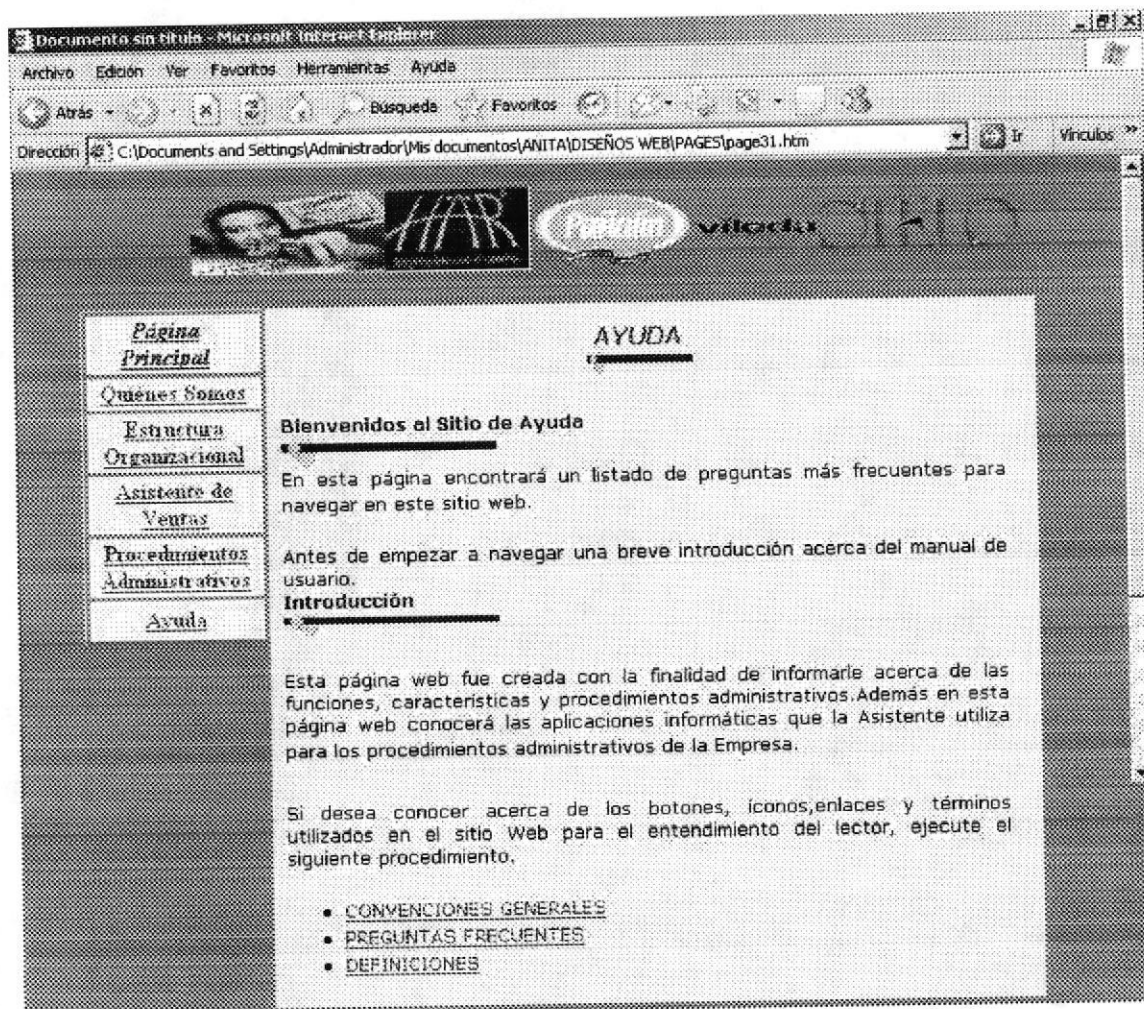 Documento sin título - Microsoft Internet Explorer
Archivo Edición Ver Favoritos Herramientas Ayuda
Atrás Búsqueda Favoritos
Dirección C:\Documents and Settings\Administrador\Mis documentos\ANITA\DISEÑOS WEB\PAGES\page31.htm Ir Vínculos »
HAR vileda
Página
Principal
Quiénes Somos
Estructura
Organizacional
Asistente de
Ventas
Procedimientos
Administrativos
Ayuda
AYUDA
Bienvenidos al Sitio de Ayuda
En esta página encontrará un listado de preguntas más frecuentes para
navegar en este sitio web.
Antes de empezar a navegar una breve introducción acerca del manual de
usuario.
Introducción
Esta página web fue creada con la finalidad de informarle acerca de las
funciones, características y procedimientos administrativos.Además en esta
página web conocerá las aplicaciones informáticas que la Asistente utiliza
para los procedimientos administrativos de la Empresa.
Si desea conocer acerca de los botones, iconos,enlaces y términos
utilizados en el sitio Web para el entendimiento del lector, ejecute el
siguiente procedimiento.
• CONVENCIONES GENERALES
• PREGUNTAS FRECUENTES
• DEFINICIONES